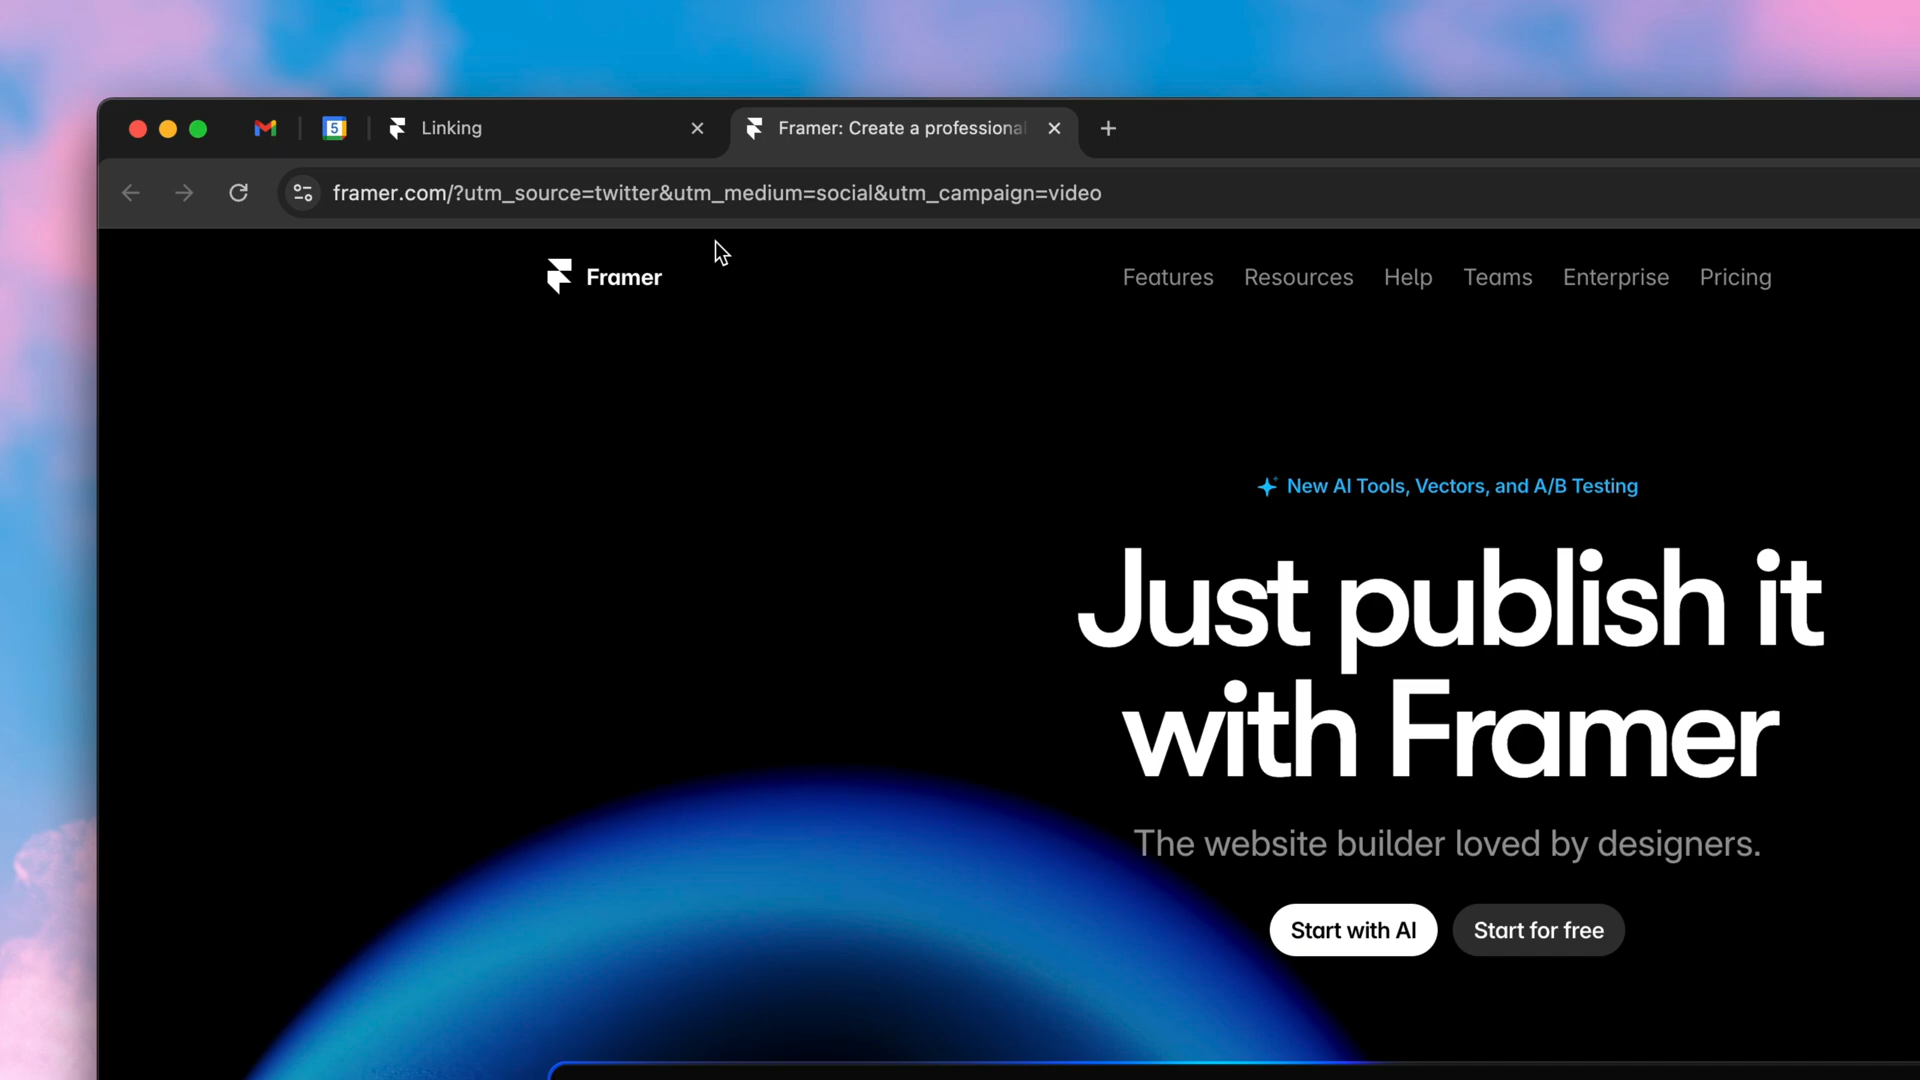 5
Linking
Framer: Create a professional
framer.com/?utm_source=twitter&utm_medium=social&utm_campaign=video
Framer
Features
Resources
Help
Teams
Enterprise
Pricing
New AI Tools, Vectors, and A/B Testing
Just publish it
with Framer
The website builder loved by designers.
Start with AI
Start for free